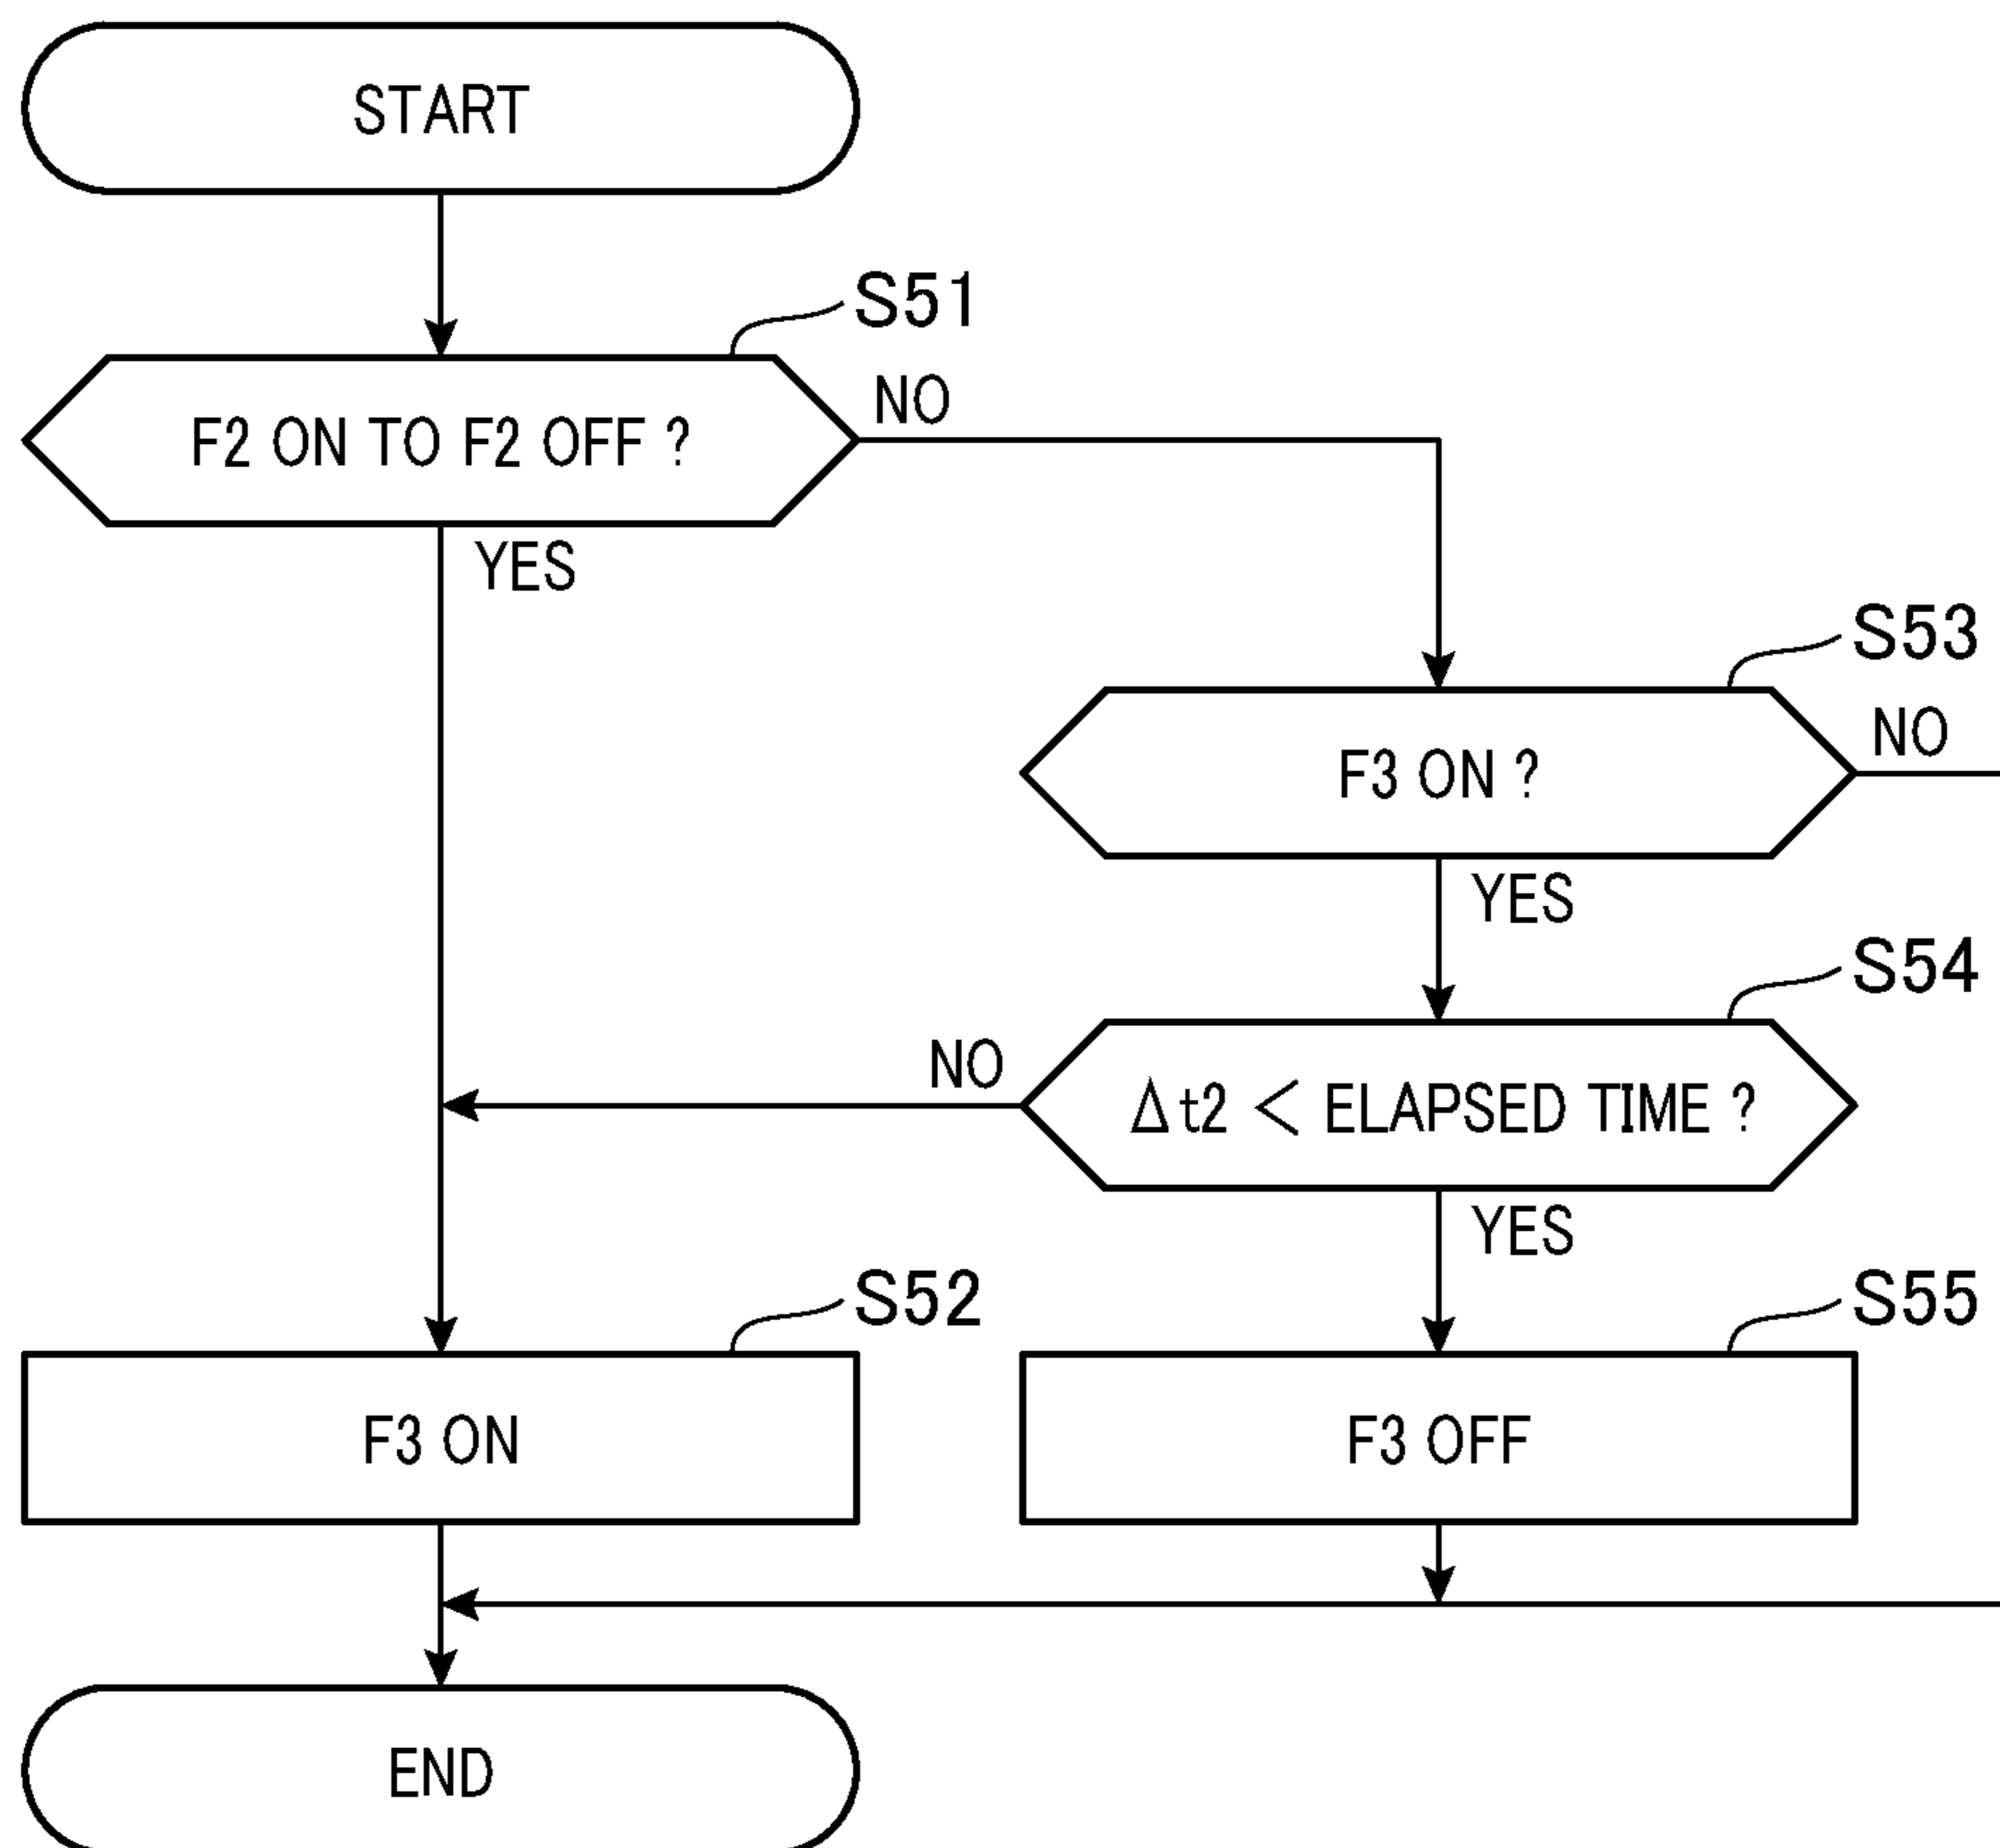 START
S51
F2 ON TO F2 OFF ?
NO
YES
S53
F3 ON ?
NO
YES
S54
Δt2 < ELAPSED TIME ?
NO
YES
S52
F3 ON
S55
F3 OFF
END